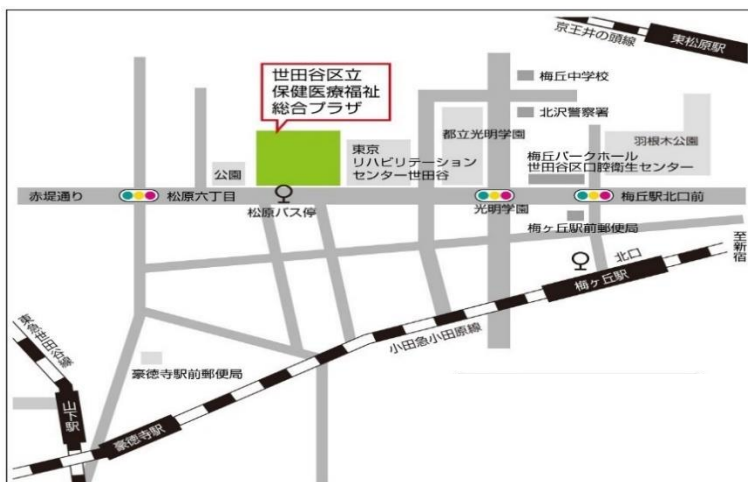 京王井の頭線
東松原駅
世田谷区立
保健医療福祉
総合プラザ
梅丘中学校
北沢警察署
都立光明学園
羽根木公園
東京
リハビリテーション
センター世田谷
公園
梅丘パークホール
世田谷区口腔衛生センター
赤堤通り
松原六丁目
松原バス停
光明学園
梅丘駅北口前
梅ヶ丘駅前郵便局
至新宿
北口
梅ヶ丘駅
小田急小田原線
東急世田谷線
豪徳寺駅前郵便局
山下駅
豪徳寺駅